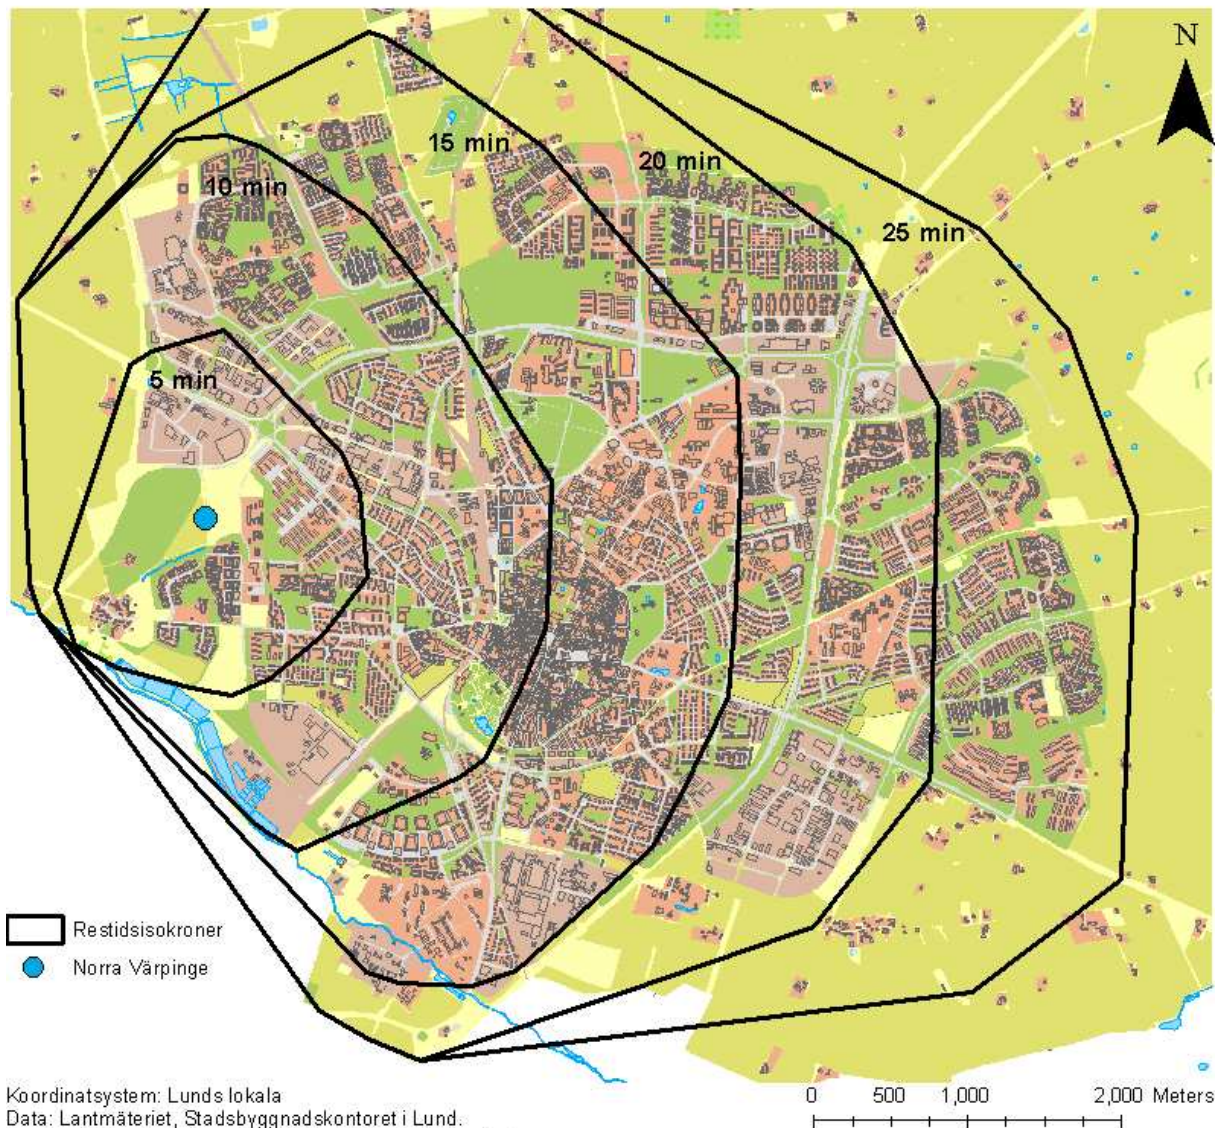 N
15 min
20 min
10 min
25 min
5 min
Restidsisokroner
Norra Värpinge
Koordinatsystem: Lunds lokala
Data: Lantmäteriet, Stadsbyggnadskontoret i Lund.
0 500 1,000 2,000 Meters